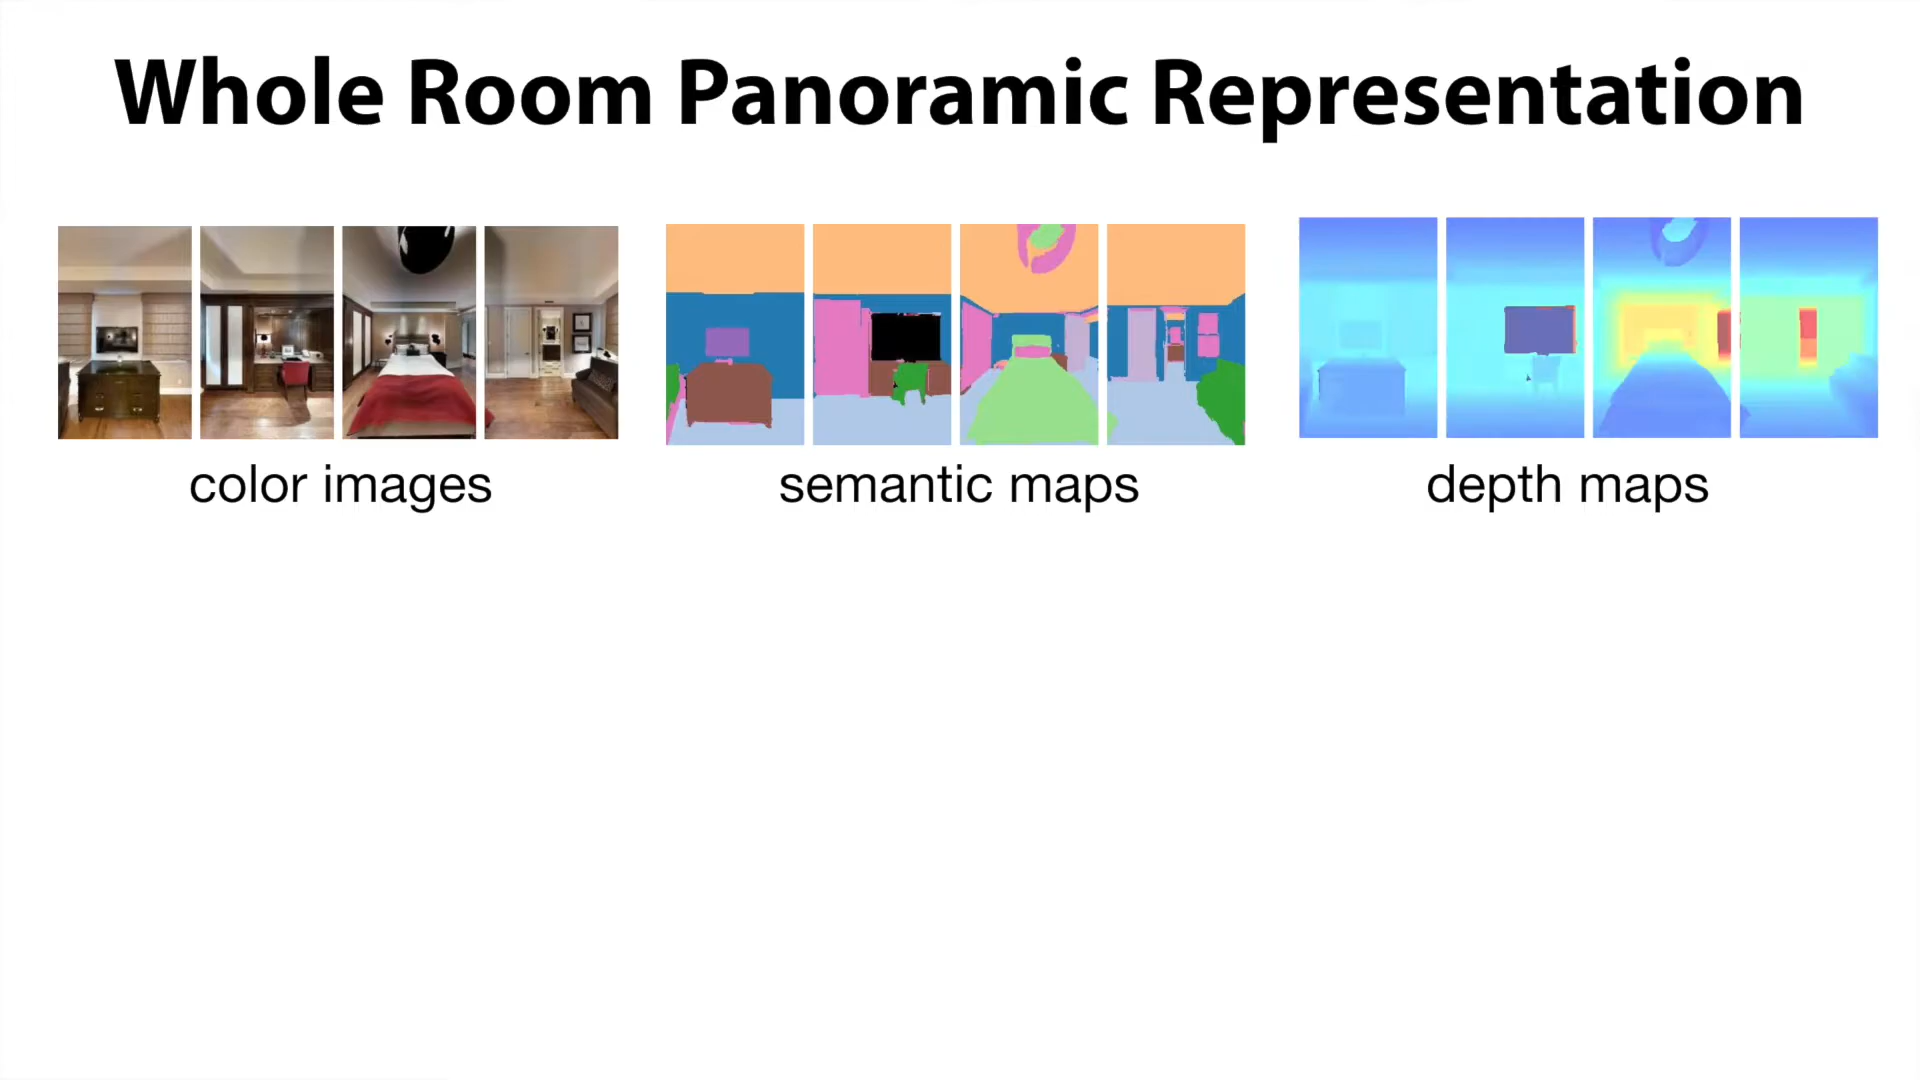 Whole Room Panoramic Representation
color images
semantic maps
depth maps